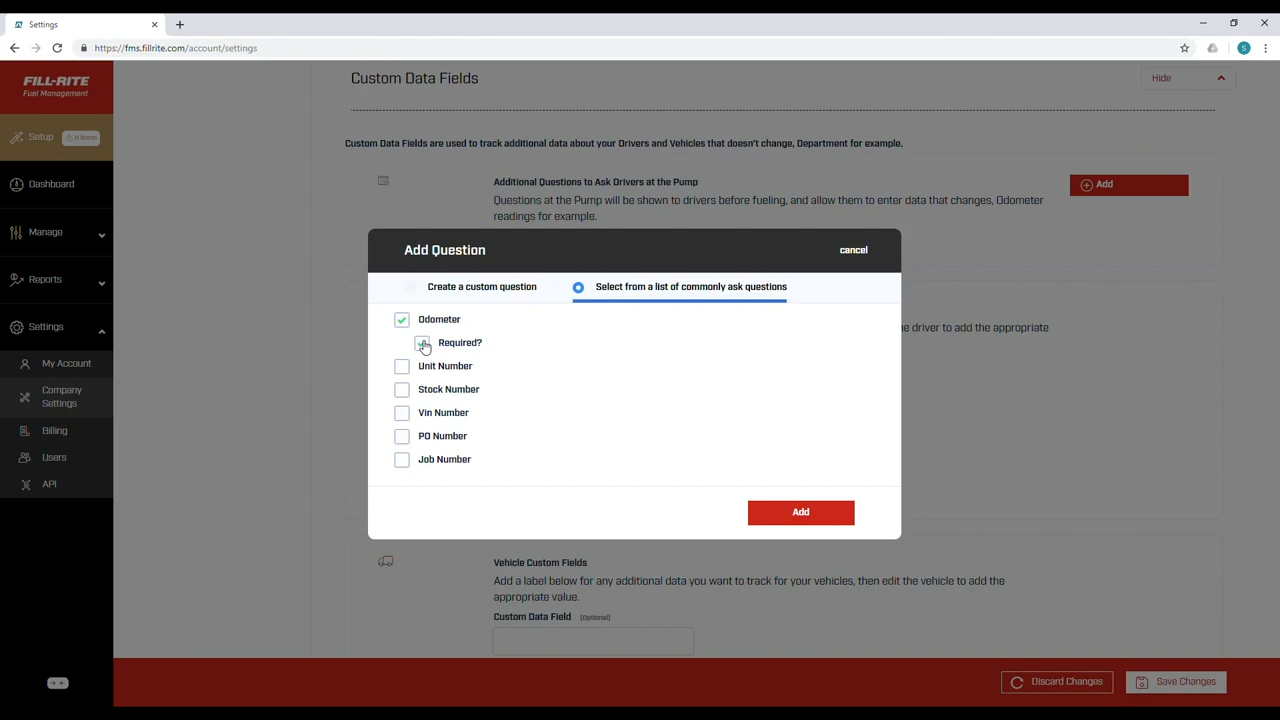 Settings
https://fms.fillrite.com/account/settings
S
FILL-RITE
Fuel Management
Setup
Items
Dashboard
Manage
Reports
Settings
My Account
Company
Settings
Billing
Users
API
Custom Data Fields
Hide
Custom Data Fields are used to track additional data about your Drivers and Vehicles that doesn't change, Department for example.
Additional Questions to Ask Drivers at the Pump
Add
Questions at the Pump will be shown to drivers before fueling, and allow them to enter data that changes, Odometer
readings for example.
Add Question
cancel
Create a custom question
Select from a list of commonly ask questions
Odometer
Required?
Unit Number
Stock Number
Vin Number
PO Number
Job Number
Add
driver to add the appropriate
Vehicle Custom Fields
Add a label below for any additional data you want to track for your vehicles, then edit the vehicle to add the
appropriate value.
Custom Data Field [Optional]
Discard Changes
Save Changes